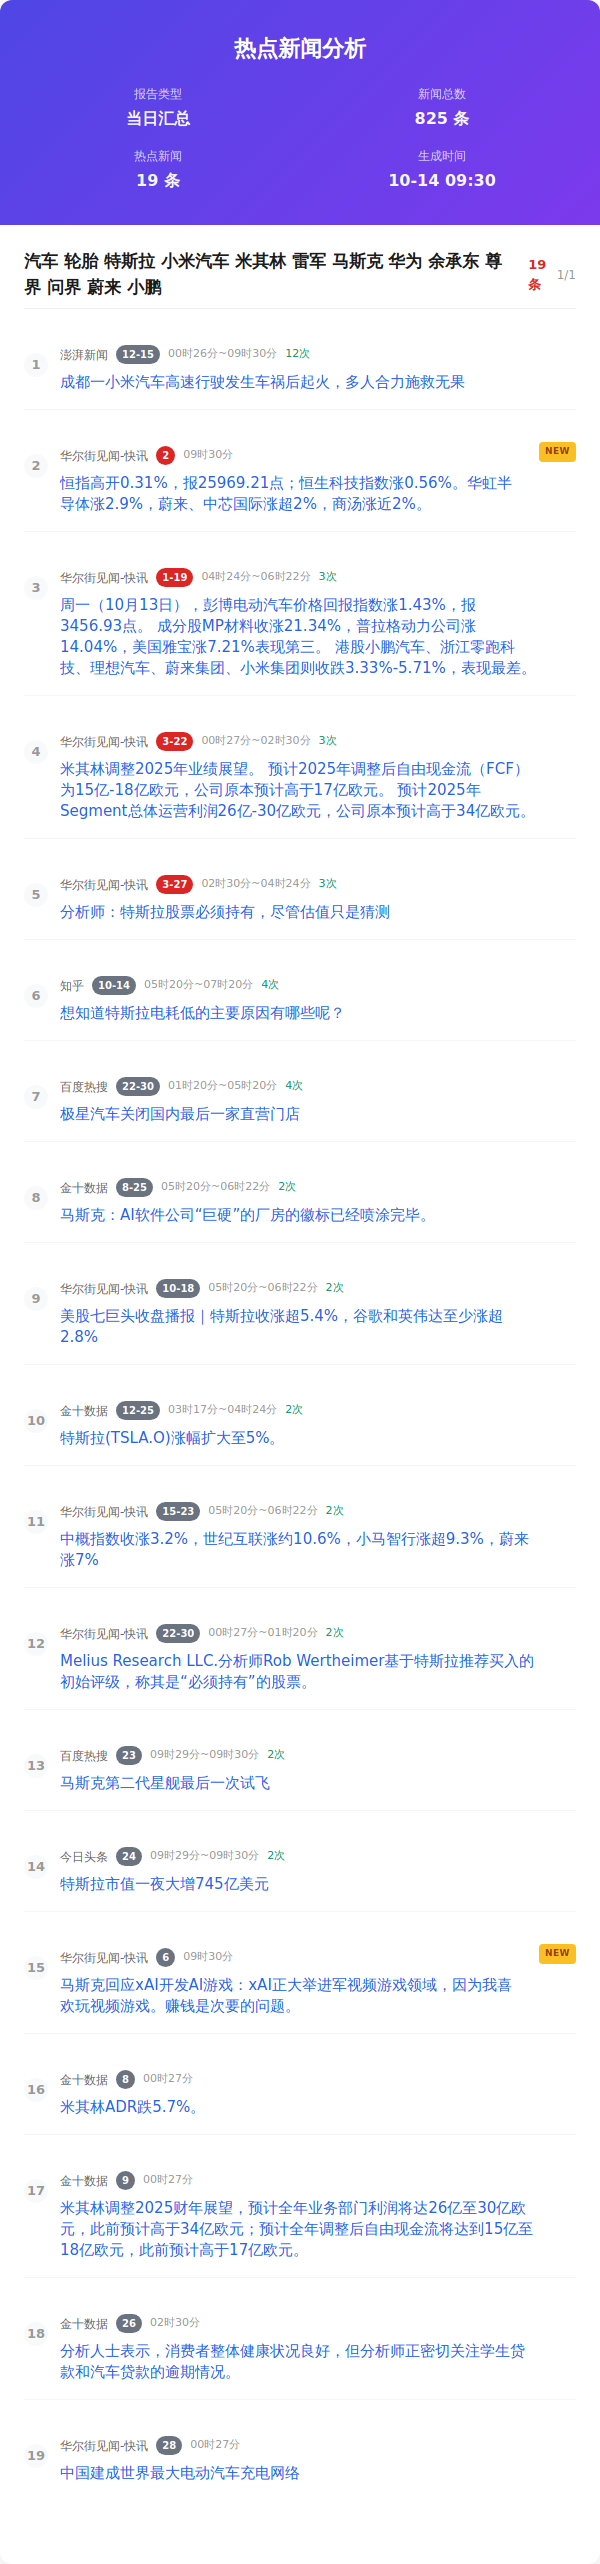 热点新闻分析
报告类型
当日汇总
新闻总数
825 条
热点新闻
19 条
生成时间
10-14 09:30
汽车 轮胎 特斯拉 小米汽车 米其林 雷军 马斯克 华为 余承东 尊
界 问界 蔚来 小鹏
19
条
1/1
1
澎湃新闻 12-15 00时26分~09时30分 12次
成都一小米汽车高速行驶发生车祸后起火，多人合力施救无果
2
华尔街见闻-快讯 2 09时30分
NEW
恒指高开0.31%，报25969.21点；恒生科技指数涨0.56%。华虹半
导体涨2.9%，蔚来、中芯国际涨超2%，商汤涨近2%。
3
华尔街见闻-快讯 1-19 04时24分~06时22分 3次
周一（10月13日），彭博电动汽车价格回报指数涨1.43%，报
3456.93点。 成分股MP材料收涨21.34%，普拉格动力公司涨
14.04%，美国雅宝涨7.21%表现第三。 港股小鹏汽车、浙江零跑科
技、理想汽车、蔚来集团、小米集团则收跌3.33%-5.71%，表现最差。
4
华尔街见闻-快讯 3-22 00时27分~02时30分 3次
米其林调整2025年业绩展望。 预计2025年调整后自由现金流（FCF）
为15亿-18亿欧元，公司原本预计高于17亿欧元。 预计2025年
Segment总体运营利润26亿-30亿欧元，公司原本预计高于34亿欧元。
5
华尔街见闻-快讯 3-27 02时30分~04时24分 3次
分析师：特斯拉股票必须持有，尽管估值只是猜测
6
知乎 10-14 05时20分~07时20分 4次
想知道特斯拉电耗低的主要原因有哪些呢？
7
百度热搜 22-30 01时20分~05时20分 4次
极星汽车关闭国内最后一家直营门店
8
金十数据 8-25 05时20分~06时22分 2次
马斯克：AI软件公司“巨硬”的厂房的徽标已经喷涂完毕。
9
华尔街见闻-快讯 10-18 05时20分~06时22分 2次
美股七巨头收盘播报｜特斯拉收涨超5.4%，谷歌和英伟达至少涨超
2.8%
10
金十数据 12-25 03时17分~04时24分 2次
特斯拉(TSLA.O)涨幅扩大至5%。
11
华尔街见闻-快讯 15-23 05时20分~06时22分 2次
中概指数收涨3.2%，世纪互联涨约10.6%，小马智行涨超9.3%，蔚来
涨7%
12
华尔街见闻-快讯 22-30 00时27分~01时20分 2次
Melius Research LLC.分析师Rob Wertheimer基于特斯拉推荐买入的
初始评级，称其是“必须持有”的股票。
13
百度热搜 23 09时29分~09时30分 2次
马斯克第二代星舰最后一次试飞
14
今日头条 24 09时29分~09时30分 2次
特斯拉市值一夜大增745亿美元
15
华尔街见闻-快讯 6 09时30分
NEW
马斯克回应xAI开发AI游戏：xAI正大举进军视频游戏领域，因为我喜
欢玩视频游戏。赚钱是次要的问题。
16
金十数据 8 00时27分
米其林ADR跌5.7%。
17
金十数据 9 00时27分
米其林调整2025财年展望，预计全年业务部门利润将达26亿至30亿欧
元，此前预计高于34亿欧元；预计全年调整后自由现金流将达到15亿至
18亿欧元，此前预计高于17亿欧元。
18
金十数据 26 02时30分
分析人士表示，消费者整体健康状况良好，但分析师正密切关注学生贷
款和汽车贷款的逾期情况。
19
华尔街见闻-快讯 28 00时27分
中国建成世界最大电动汽车充电网络